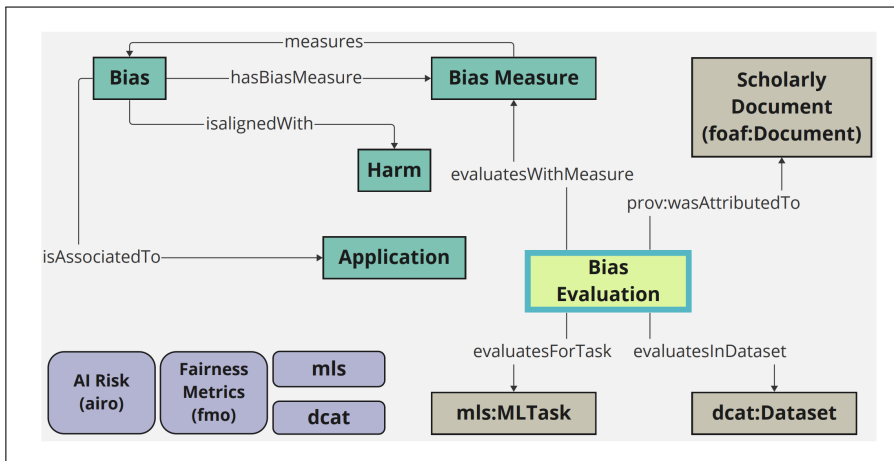 measures
Bias
hasBiasMeasure
Bias Measure
Scholarly
Document
(foaf:Document)
isalignedWith
Harm
evaluatesWithMeasure
prov:wasAttributedTo
isAssociatedTo
Application
Bias
Evaluation
evaluatesForTask
evaluatesInDataset
AI Risk
(airo)
Fairness
Metrics
(fmo)
mls
dcat
mls:MLTask
dcat:Dataset